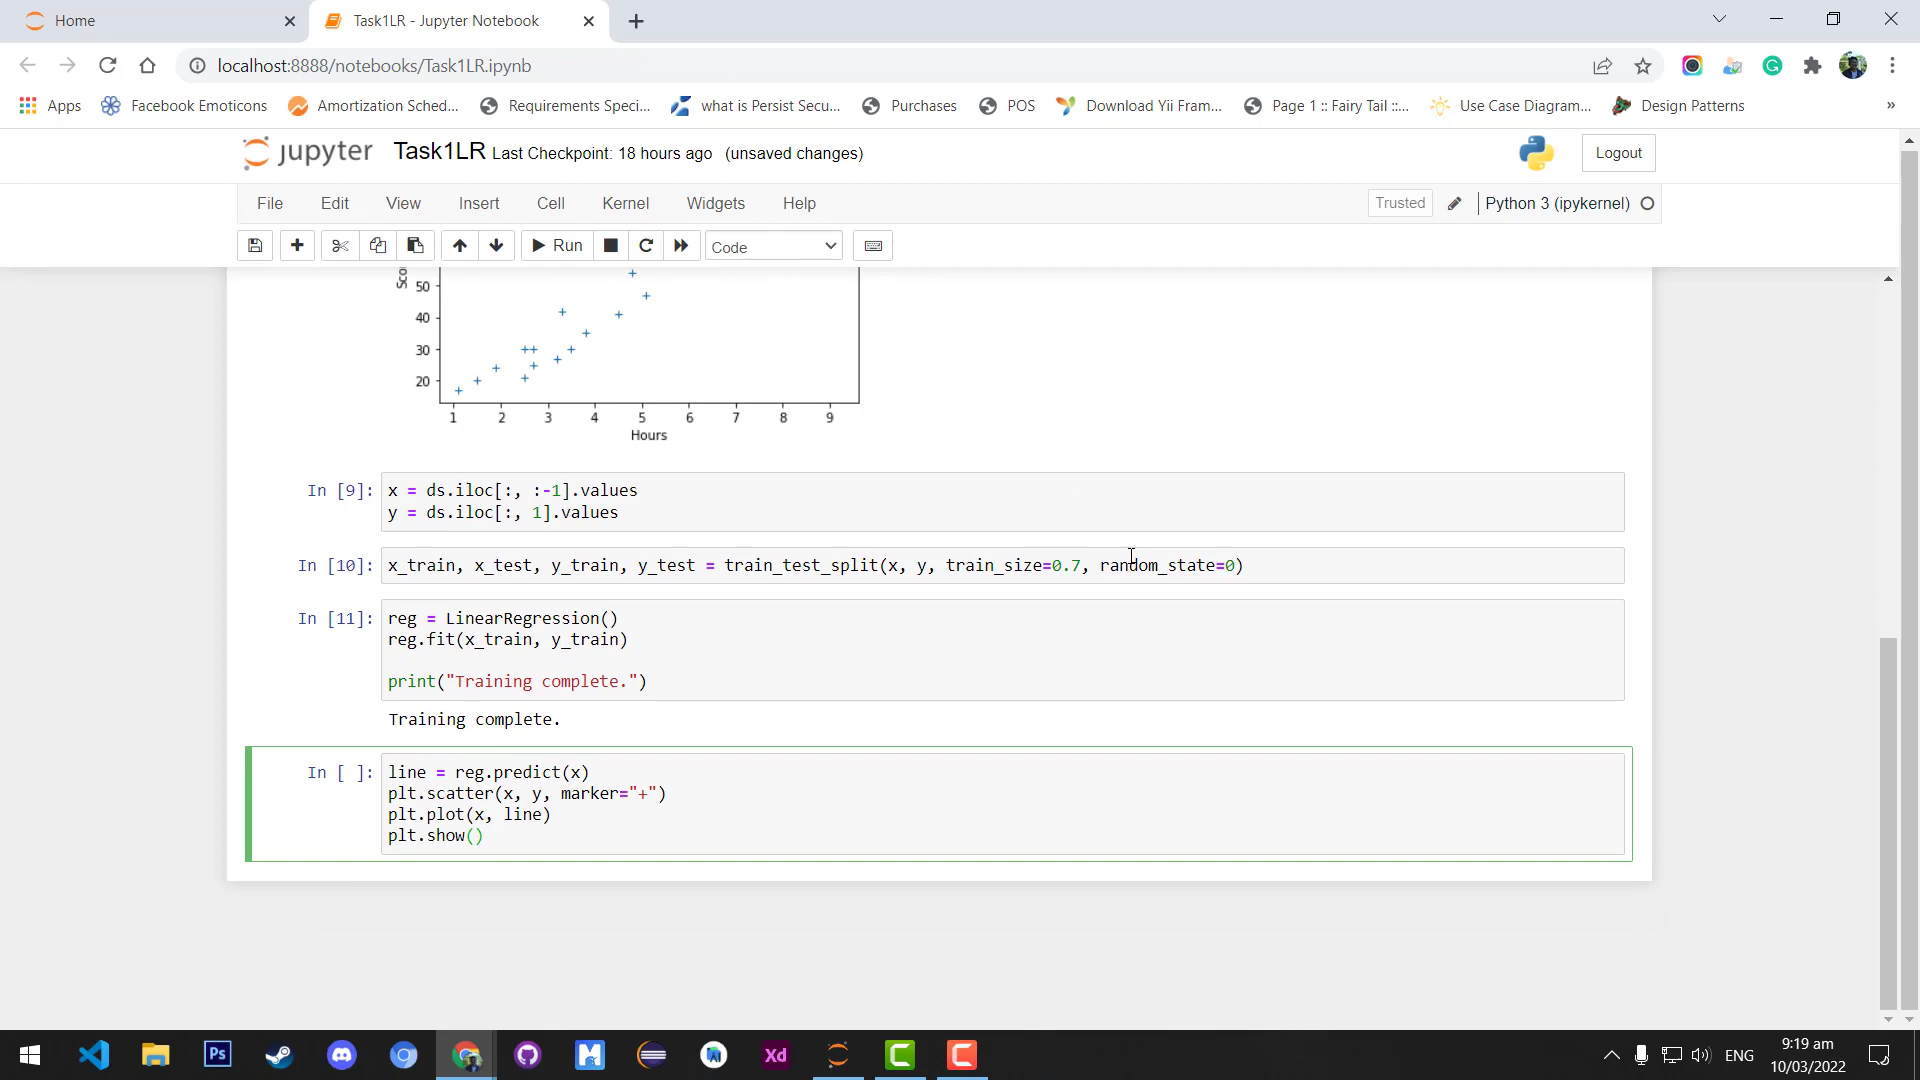 Home
Task1LR - Jupyter Notebook
localhost:8888/notebooks/Task1LR.ipynb
Apps
Facebook Emoticons
Amortization Sched...
Requirements Speci...
what is Persist Secu...
Purchases
POS
Download Yii Fram...
Page 1 :: Fairy Tail ::...
Use Case Diagram...
Design Patterns
»
jupyter Task1LR Last Checkpoint: 18 hours ago (unsaved changes)
Logout
File Edit View Insert Cell Kernel Widgets Help
Trusted
Python 3 (ipykernel)
Run
Code
50
40
30
20
1 2 3 4 5 6 7 8 9
Hours
In [9]:
x = ds.iloc[:, :-1].values
y = ds.iloc[:, 1].values
In [10]:
x_train, x_test, y_train, y_test = train_test_split(x, y, train_size=0.7, random_state=0)
In [11]:
reg = LinearRegression()
reg.fit(x_train, y_train)
print("Training complete.")
Training complete.
In [ ]:
line = reg.predict(x)
plt.scatter(x, y, marker="+")
plt.plot(x, line)
plt.show()
Ps
Xd
ENG
9:19 am
10/03/2022